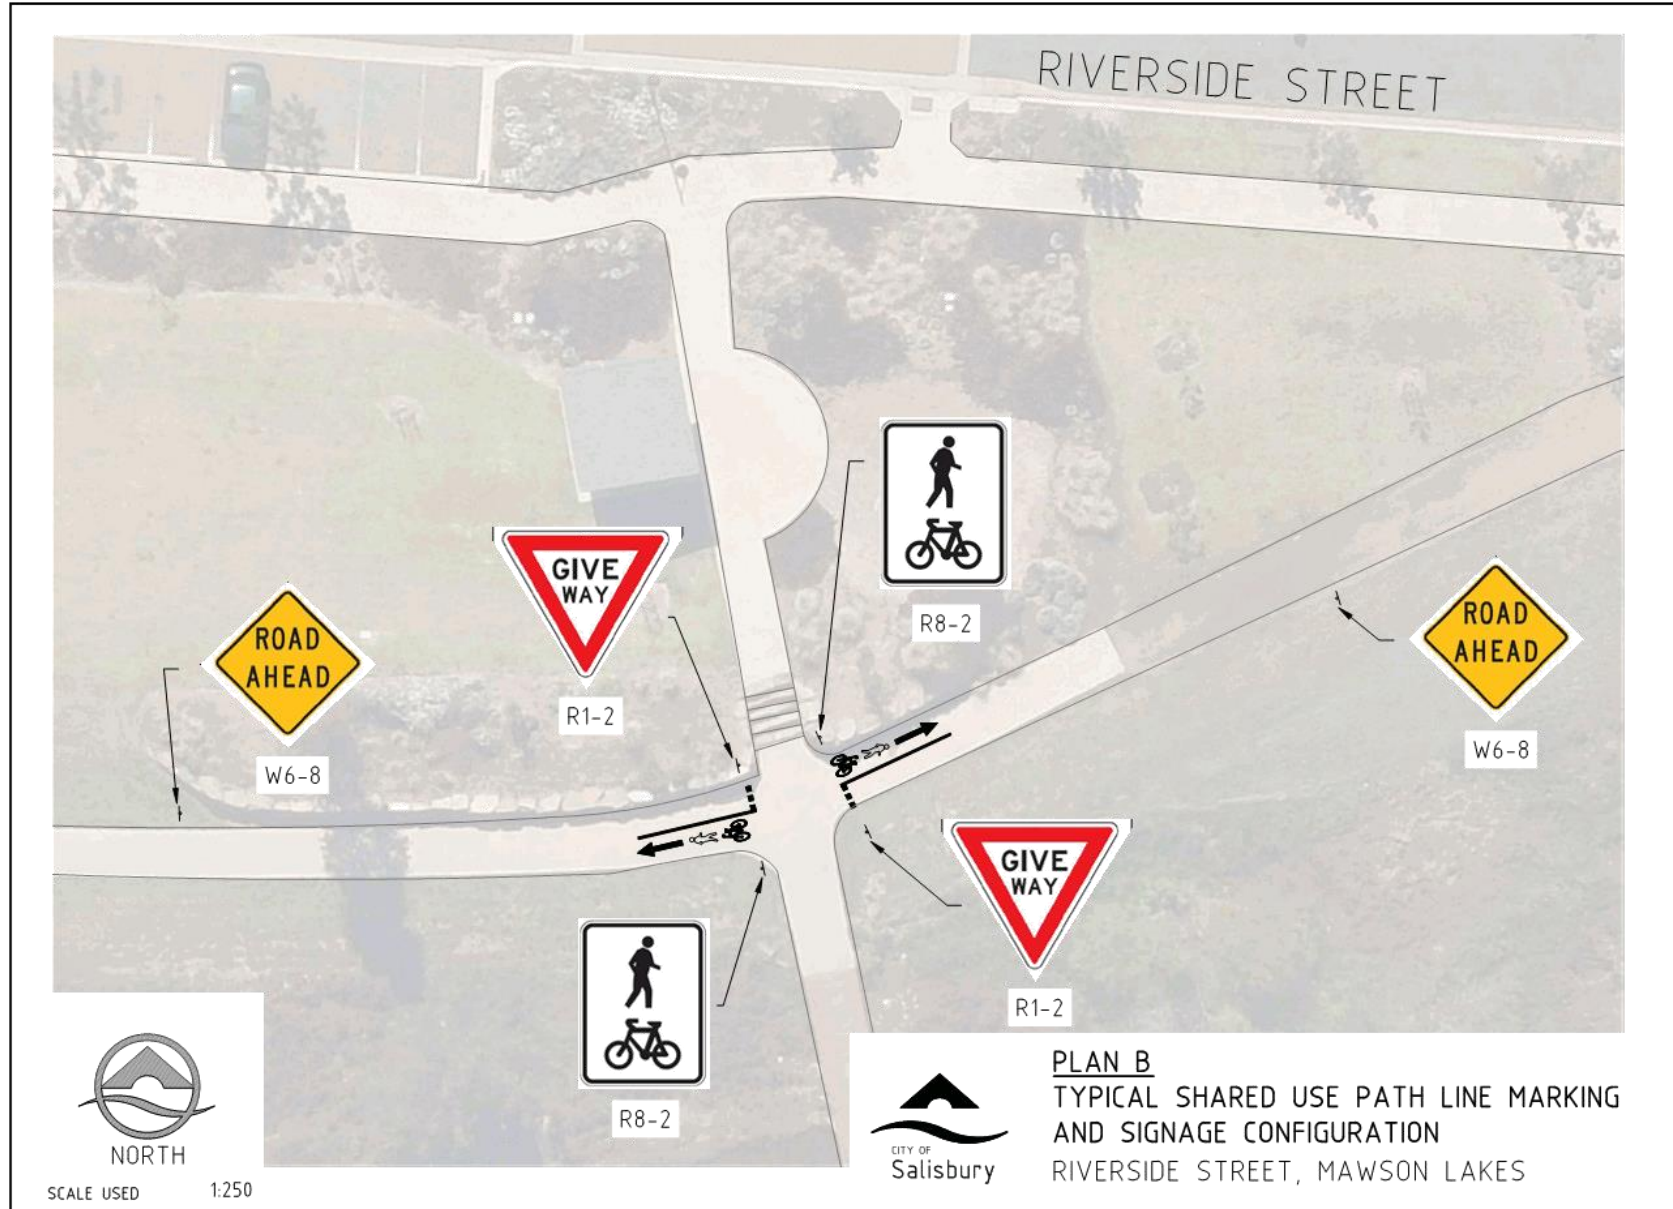 RIVERSIDE STREET
R8-2
GIVE
WAY
R1-2
ROAD
AHEAD
W6-8
ROAD
AHEAD
W6-8
GIVE
WAY
R1-2
R8-2
NORTH
SCALE USED 1:250
CITY OF
Salisbury
PLAN B
TYPICAL SHARED USE PATH LINE MARKING
AND SIGNAGE CONFIGURATION
RIVERSIDE STREET, MAWSON LAKES